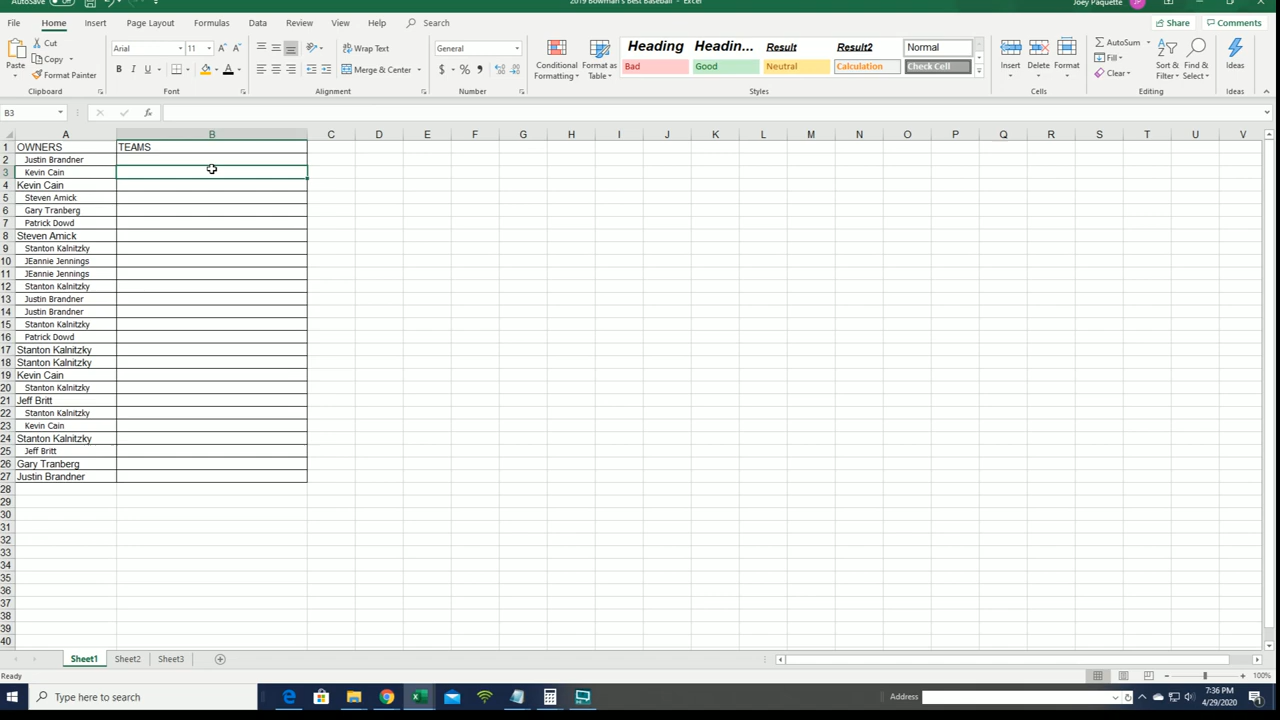 AutoSave Off 2019 Bowman's Best Baseball - Excel Joey Paquette JP
File Home Insert Page Layout Formulas Data Review View Help Search Share Comments
Paste Cut Copy Format Painter Clipboard
Arial 11 A A B I U A Font
Wrap Text Merge & Center Alignment
General $ % , Number
Conditional Formatting Format as Table
Heading Headin... Result Result2 Normal
Bad Good Neutral Calculation Check Cell
Styles
Insert Delete Format Cells
AutoSum Fill Clear Sort & Filter Find & Select Editing
Ideas Ideas
B3 fx
A B C D E F G H I J K L M N O P Q R S T U V
1 OWNERS TEAMS
2 Justin Brandner
3 Kevin Cain
4 Kevin Cain
5 Steven Amick
6 Gary Tranberg
7 Patrick Dowd
8 Steven Amick
9 Stanton Kalnitzky
10 JEannie Jennings
11 JEannie Jennings
12 Stanton Kalnitzky
13 Justin Brandner
14 Justin Brandner
15 Stanton Kalnitzky
16 Patrick Dowd
17 Stanton Kalnitzky
18 Stanton Kalnitzky
19 Kevin Cain
20 Stanton Kalnitzky
21 Jeff Britt
22 Stanton Kalnitzky
23 Kevin Cain
24 Stanton Kalnitzky
25 Jeff Britt
26 Gary Tranberg
27 Justin Brandner
28
29
30
31
32
33
34
35
36
37
38
39
40
Sheet1 Sheet2 Sheet3
Ready 100%
Type here to search Address 7:36 PM
4/29/2020